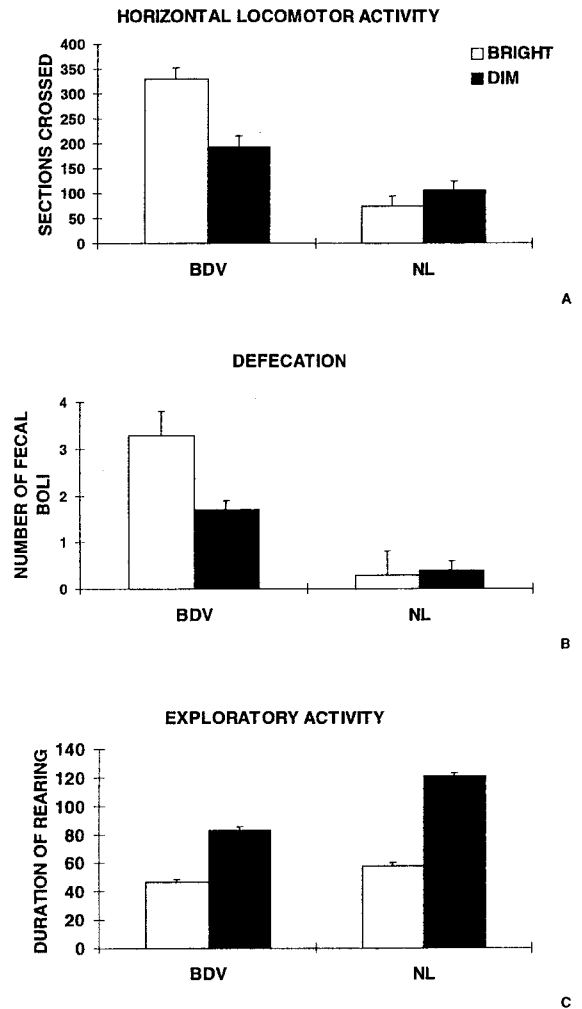 HORIZONTAL LOCOMOTOR ACTIVITY
BRIGHT
DIM
SECTIONS CROSSED
400
350
300
250
200
150
100
50
0
BDV NL
A
DEFECATION
NUMBER OF FECAL
BOLI
4
3
2
1
0
BDV NL
B
EXPLORATORY ACTIVITY
DURATION OF REARING
140
120
100
80
60
40
20
0
BDV NL
C